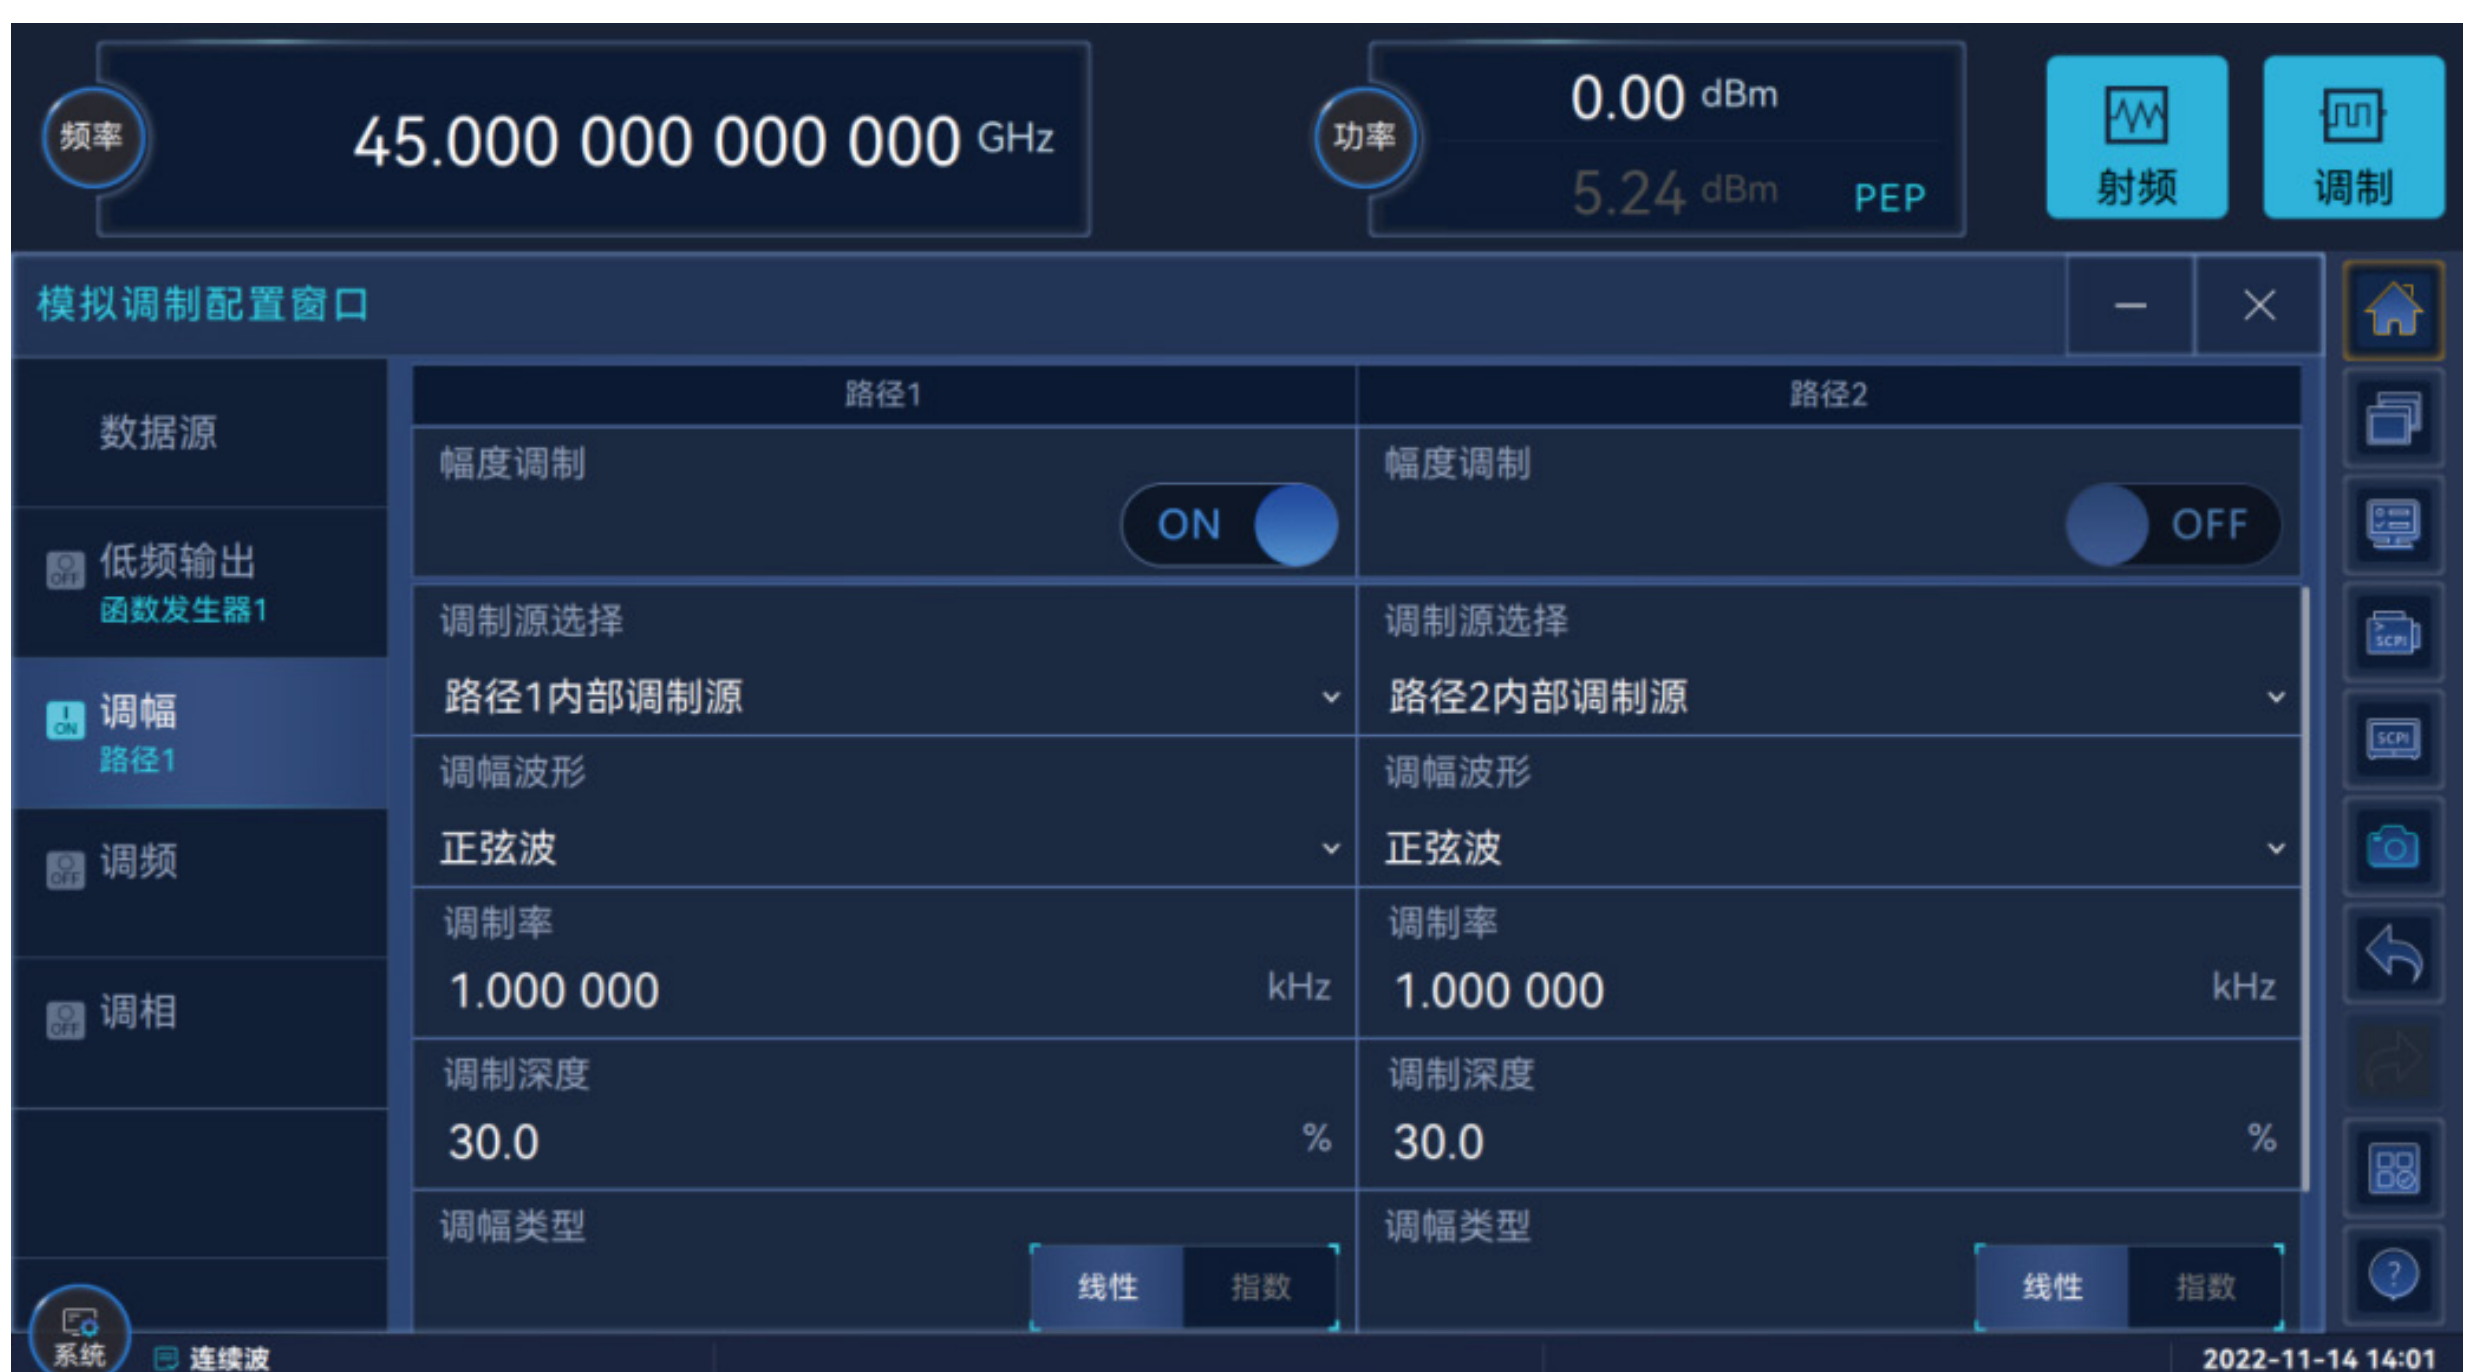 频率
45.000 000 000 000 GHz
功率
0.00 dBm
5.24 dBm PEP
射频
调制
模拟调制配置窗口
数据源
OFF
低频输出
函数发生器1
ON
调幅
路径1
OFF
调频
OFF
调相
路径1
路径2
幅度调制
ON
幅度调制
OFF
调制源选择
路径1内部调制源
调制源选择
路径2内部调制源
调幅波形
正弦波
调幅波形
正弦波
调制率
1.000 000 kHz
调制率
1.000 000 kHz
调制深度
30.0 %
调制深度
30.0 %
调幅类型
线性 指数
调幅类型
线性 指数
SCPI
SCPI
?
系统
连续波
2022-11-14 14:01